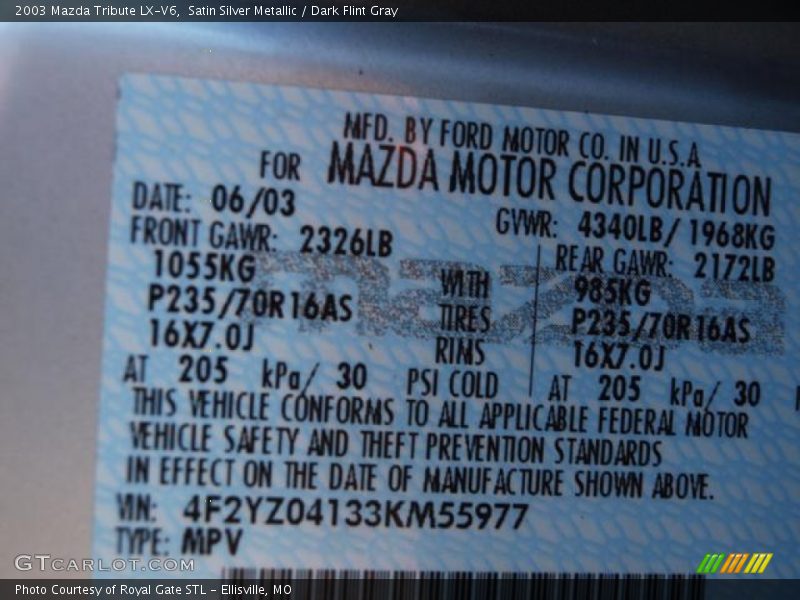 2003 Mazda Tribute LX-V6, Satin Silver Metallic / Dark Flint Gray
MFD. BY FORD MOTOR CO. IN U.S.A.
FOR MAZDA MOTOR CORPORATION
DATE: 06/03 GVWR: 4340LB/ 1968KG
FRONT GAWR: 2326LB REAR GAWR: 2172LB
1055KG WITH 985KG
P235/70R16AS TIRES P235/70R16AS
16X7.0J RIMS 16X7.0J
AT 205 kPa/ 30 PSI COLD AT 205 kPa/ 30
THIS VEHICLE CONFORMS TO ALL APPLICABLE FEDERAL MOTOR
VEHICLE SAFETY AND THEFT PREVENTION STANDARDS
IN EFFECT ON THE DATE OF MANUFACTURE SHOWN ABOVE.
VIN: 4F2YZ04133KM55977
TYPE: MPV
mazda
GTCARLOT.COM
Photo Courtesy of Royal Gate STL - Ellisville, MO